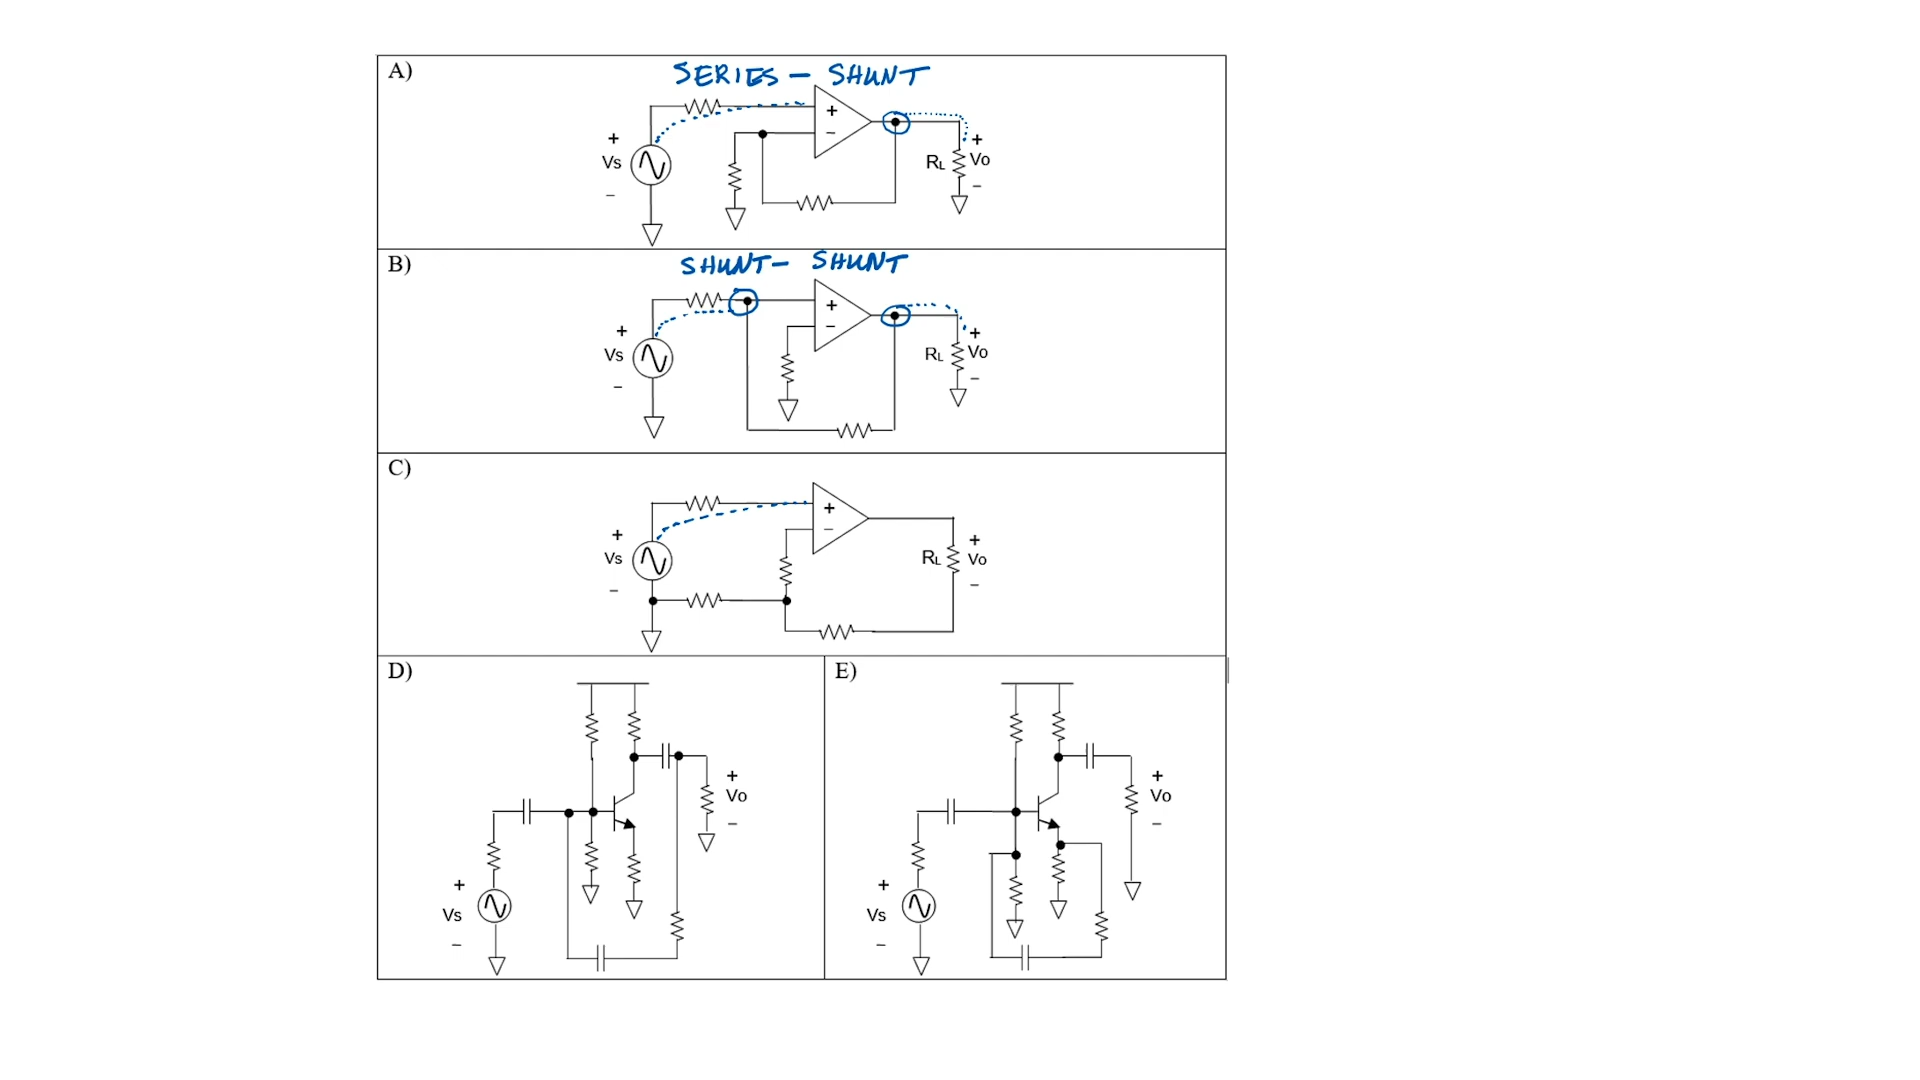 A)
SERIES - SHUNT
+
-
+
Vs
-
RL
+
Vo
-
B)
SHUNT- SHUNT
+
-
+
Vs
-
RL
+
Vo
-
C)
+
-
+
Vs
-
RL
+
Vo
-
D)
+
Vo
-
+
Vs
-
E)
+
Vo
-
+
Vs
-